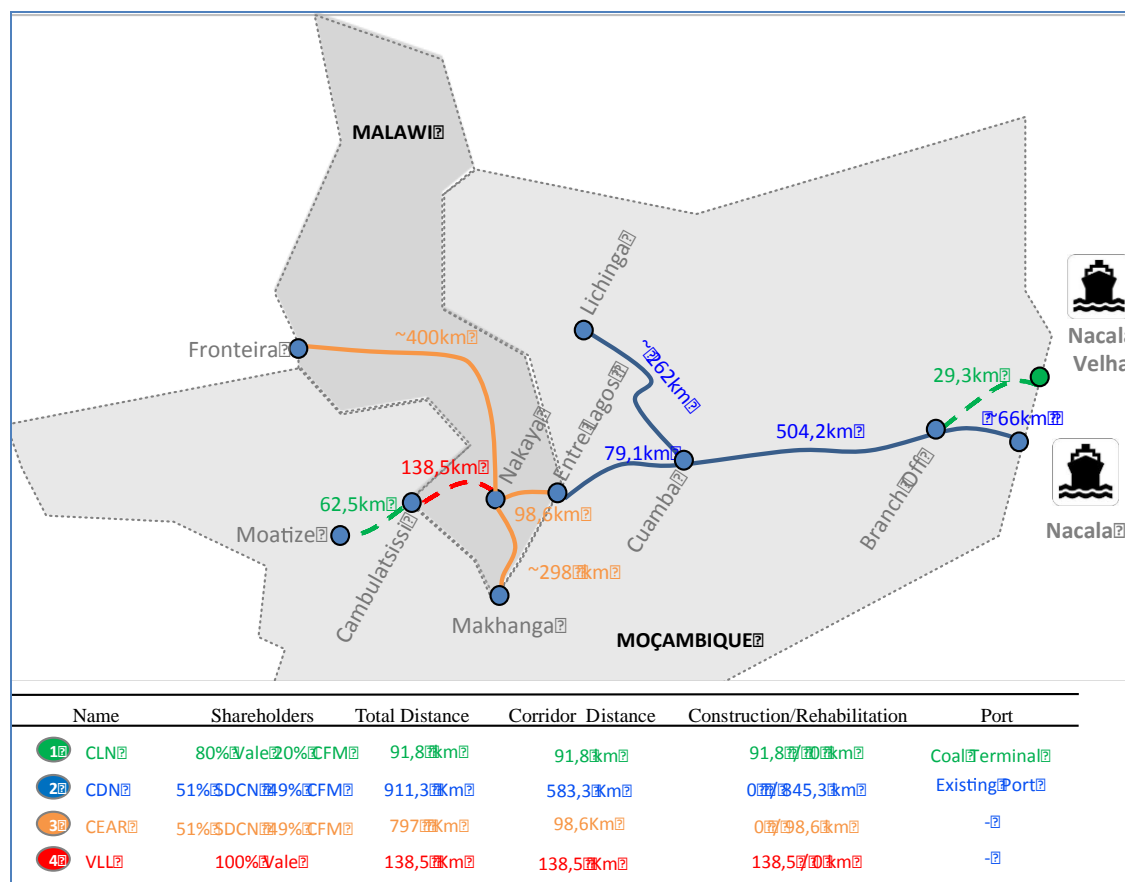 MALAWI
Lichinga
Fronteira
~400km
~262km
Nacala
Velha
29,3km
~66km
Entre Lagos
Nakaya
504,2km
79,1km
138,5km
62,5km
98,6km
Moatize
Cambulatsissi
Cuamba
Branch Off
Nacala
~298 km
Makhanga
MOÇAMBIQUE
Name Shareholders Total Distance Corridor Distance Construction/Rehabilitation Port
1 CLN 80% Vale 20% CFM 91,8 km 91,8 km 91,8 / 0 km Coal Terminal
2 CDN 51% SDCN 49% CFM 911,3 Km 583,3 Km 0 / 845,3 km Existing Port
3 CEAR 51% SDCN 49% CFM 797 Km 98,6Km 0 / 98,6 km -
4 VLL 100% Vale 138,5 Km 138,5 Km 138,5 / 0 km -